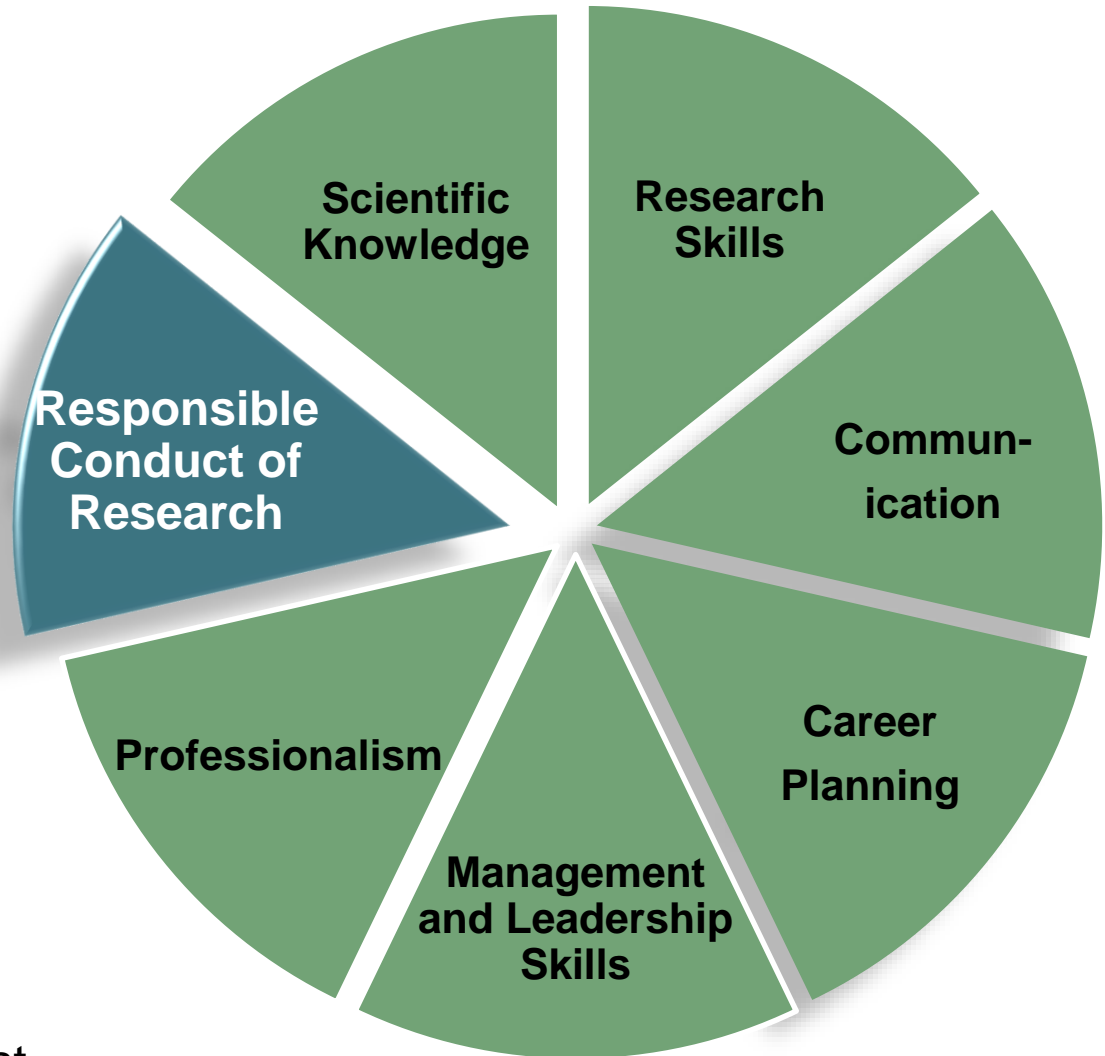 Scientific
Knowledge
Research
Skills
Responsible
Conduct of
Research
Commun-
ication
Professionalism
Career
Planning
Management
and Leadership
Skills